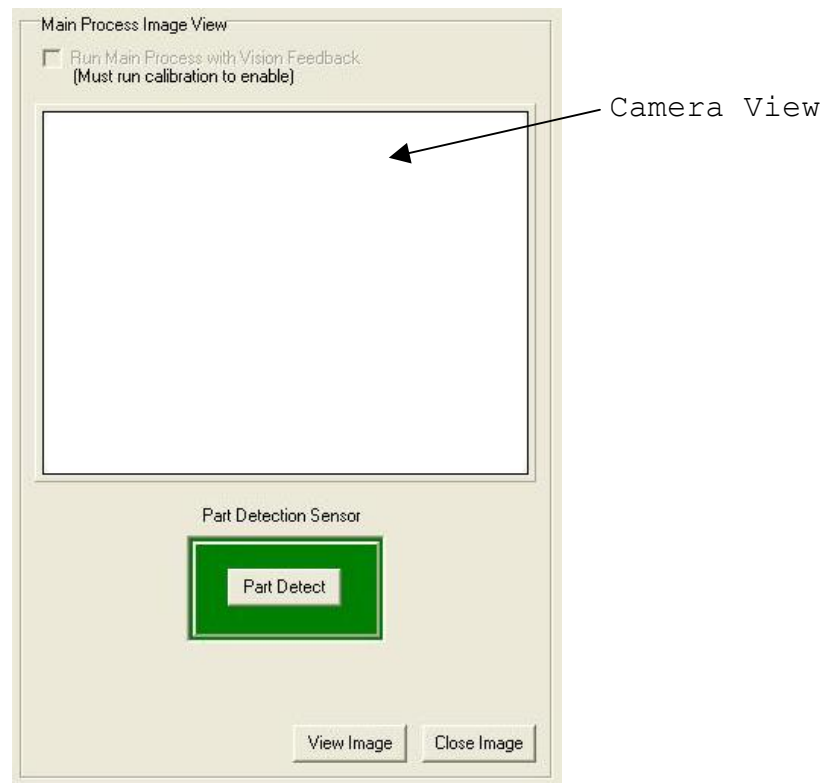 Main Process Image View
Run Main Process with Vision Feedback
(Must run calibration to enable)
Camera View
Part Detection Sensor
Part Detect
View Image
Close Image